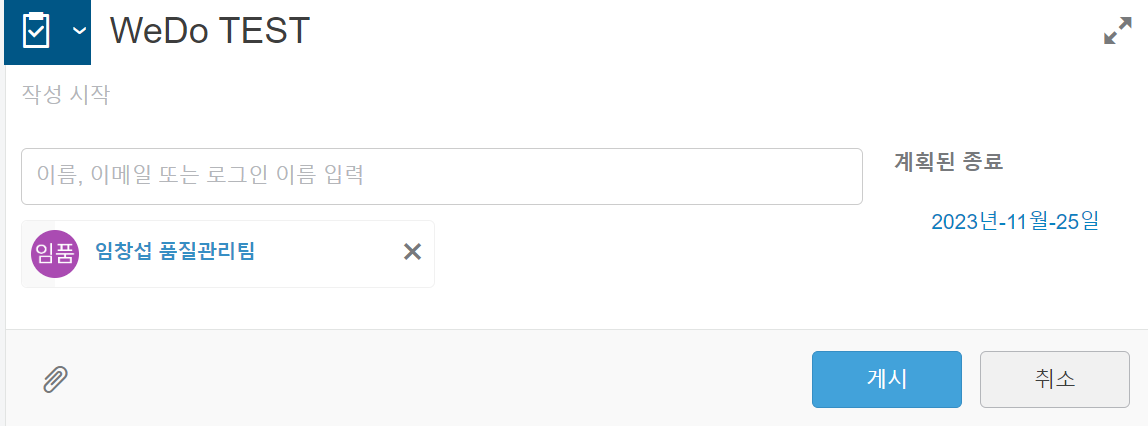 WeDo TEST
작성 시작
이름, 이메일 또는 로그인 이름 입력
계획된 종료
2023년-11월-25일
임품
임창섭 품질관리팀
게시
취소